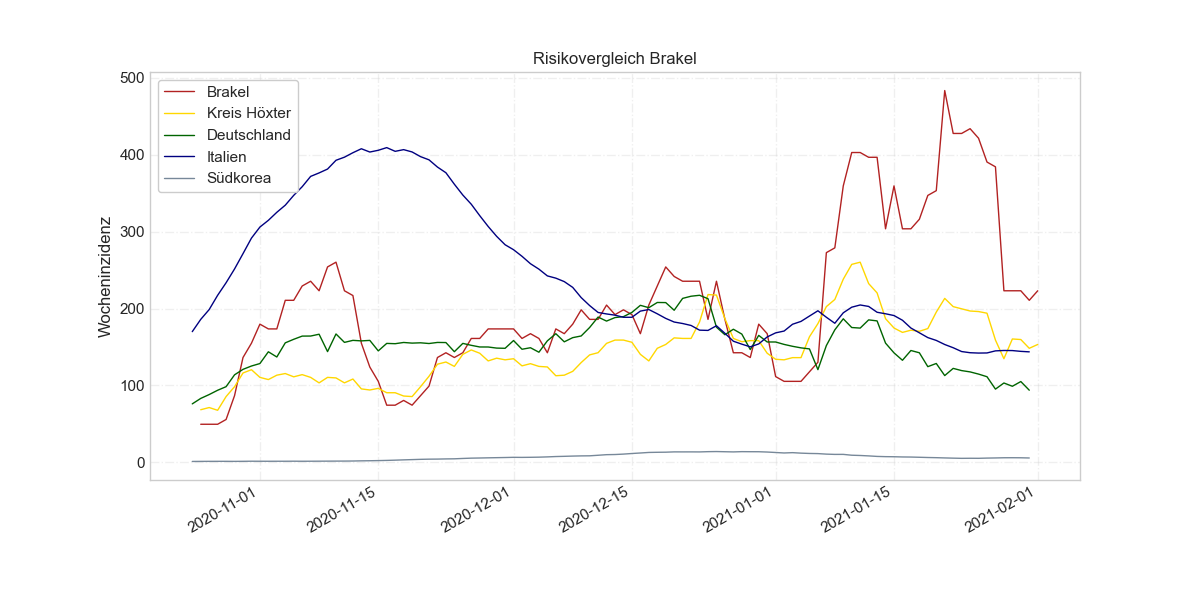 Risikovergleich Brakel
Brakel
Kreis Höxter
Deutschland
Italien
Südkorea
Wocheninzidenz
500
400
300
200
100
0
2020-11-01
2020-11-15
2020-12-01
2020-12-15
2021-01-01
2021-01-15
2021-02-01